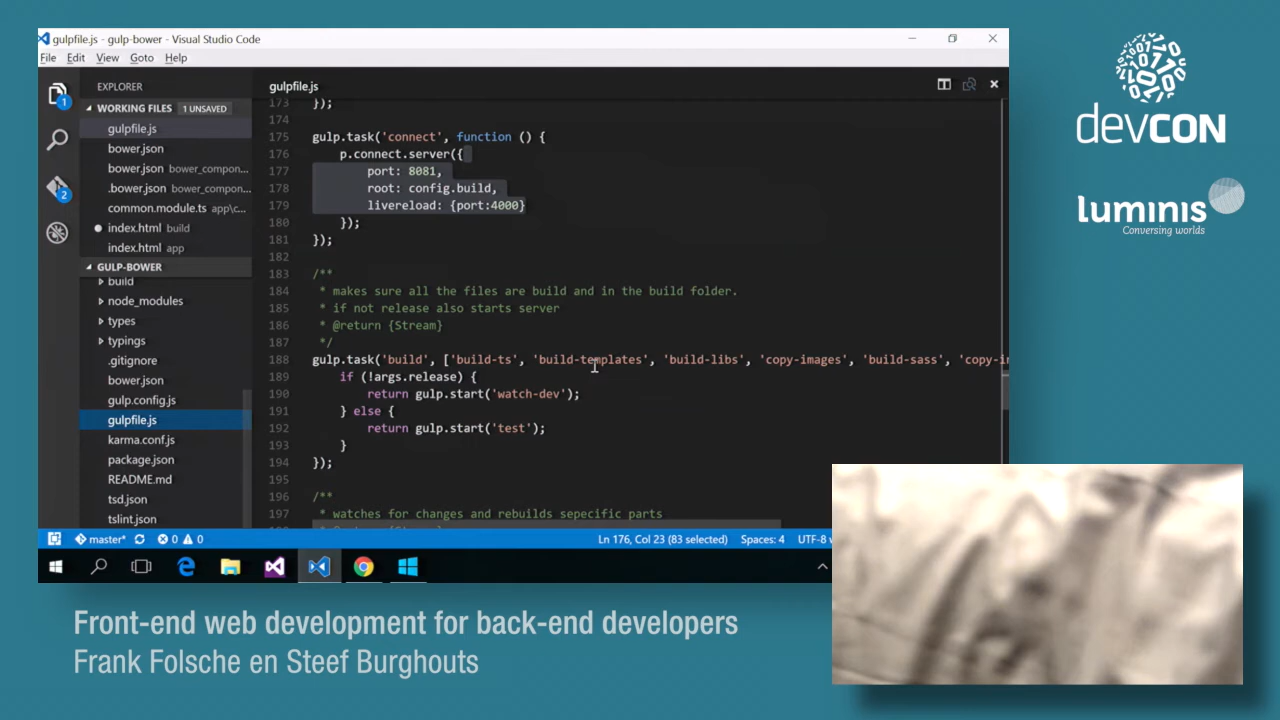 gulpfile.js - gulp-bower - Visual Studio Code
File Edit View Goto Help
EXPLORER
WORKING FILES 1 UNSAVED
gulpfile.js
bower.json
bower.json bower_compon...
.bower.json bower_compon...
common.module.ts app\c...
index.html build
index.html app
GULP-BOWER
build
node_modules
types
typings
.gitignore
bower.json
gulp.config.js
gulpfile.js
karma.conf.js
package.json
README.md
tsd.json
tslint.json
1
2
gulpfile.js
173 });
174
175 gulp.task('connect', function () {
176 p.connect.server({
177 port: 8081,
178 root: config.build,
179 livereload: {port:4000}
180 });
181 });
182
183 /**
184 * makes sure all the files are build and in the build folder.
185 * if not release also starts server
186 * @return {Stream}
187 */
188 gulp.task('build', ['build-ts', 'build-templates', 'build-libs', 'copy-images', 'build-sass', 'copy-i
189 if (!args.release) {
190 return gulp.start('watch-dev');
191 } else {
192 return gulp.start('test');
193 }
194 });
195
196 /**
197 * watches for changes and rebuilds sepecific parts
master* 0 0 Ln 176, Col 23 (83 selected) Spaces: 4 UTF-8
devCON
luminis
Conversing worlds
Front-end web development for back-end developers
Frank Folsche en Steef Burghouts